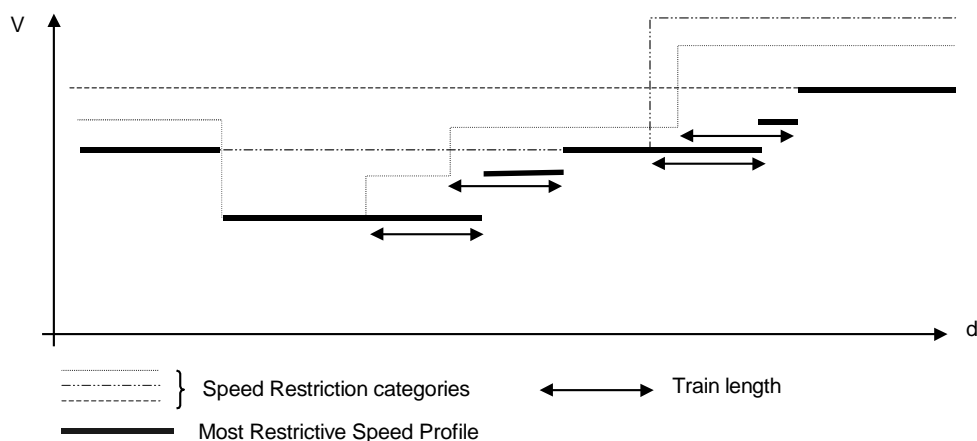 V
d
Speed Restriction categories
Train length
Most Restrictive Speed Profile